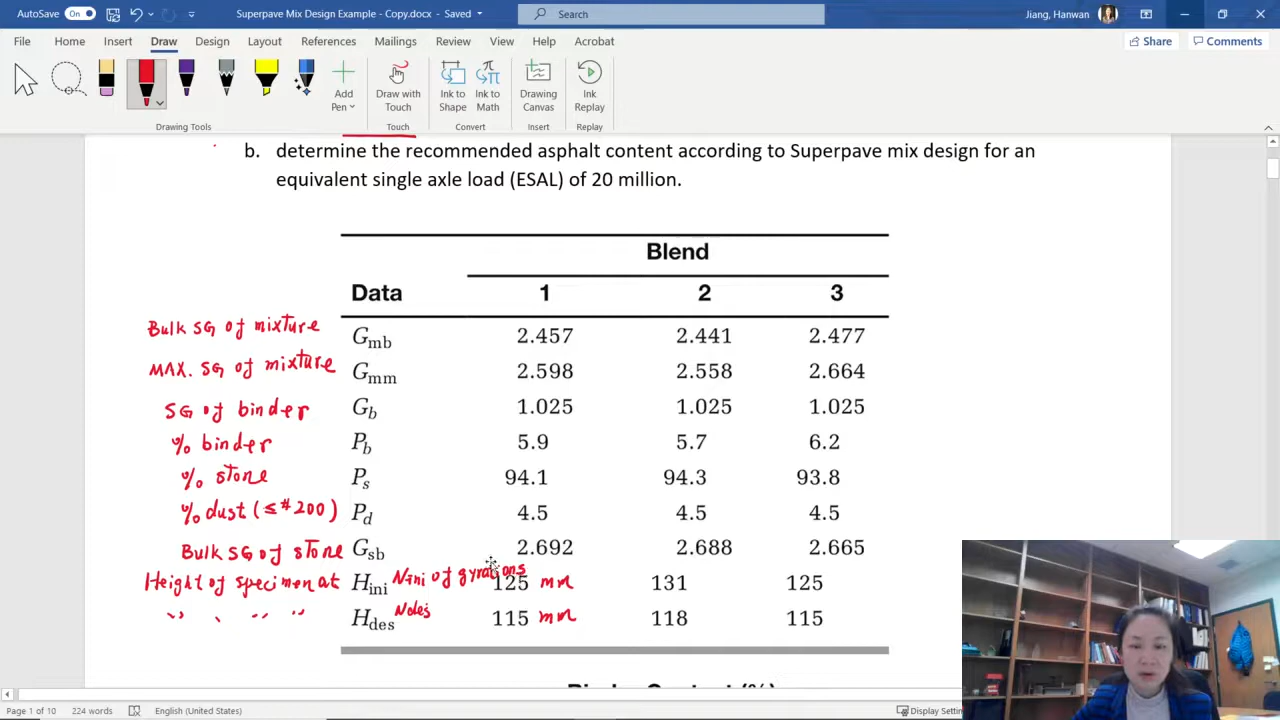 AutoSave On Superpave Mix Design Example - Copy.docx - Saved Search Jiang, Hanwan
File Home Insert Draw Design Layout References Mailings Review View Help Acrobat Share Comments
Add Pen Draw with Touch Ink to Shape Ink to Math Drawing Canvas Ink Replay
Drawing Tools Touch Convert Insert Replay
b. determine the recommended asphalt content according to Superpave mix design for an
equivalent single axle load (ESAL) of 20 million.
Blend
Data 1 2 3
Bulk SG of mixture Gmb 2.457 2.441 2.477
MAX. SG of mixture Gmm 2.598 2.558 2.664
SG of binder Gb 1.025 1.025 1.025
% binder Pb 5.9 5.7 6.2
% stone Ps 94.1 94.3 93.8
% dust (≤ #200) Pd 4.5 4.5 4.5
Bulk SG of stone Gsb 2.692 2.688 2.665
Height of specimen at Hini Nini of gyrations 125 mm 131 125
" " " " Hdes Ndes 115 mm 118 115
Page 1 of 10 224 words English (United States) Display Setting